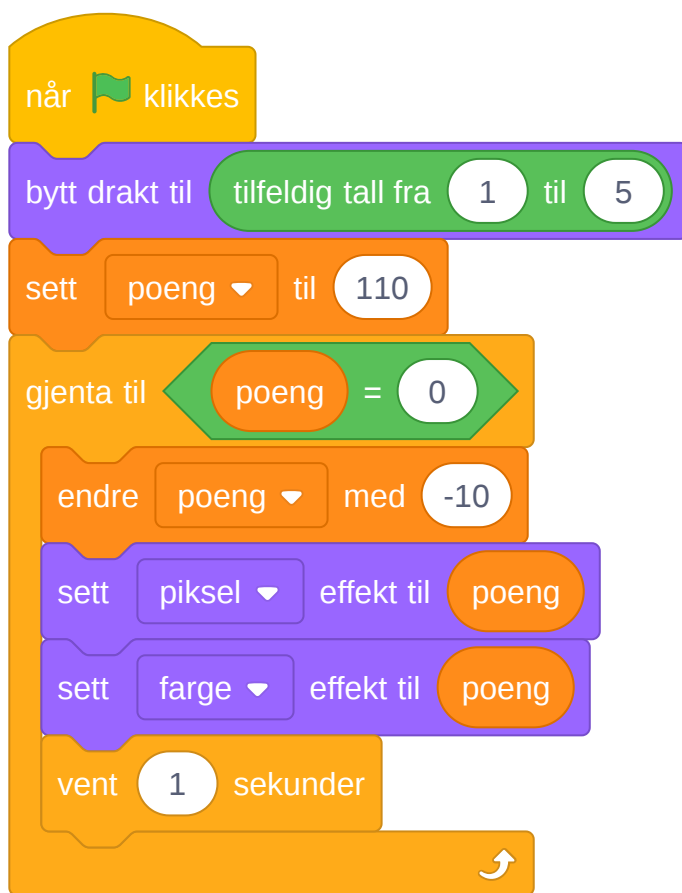 når klikkes
bytt drakt til tilfeldig tall fra 1 til 5
sett poeng til 110
gjenta til poeng = 0
endre poeng med -10
sett piksel effekt til poeng
sett farge effekt til poeng
vent 1 sekunder